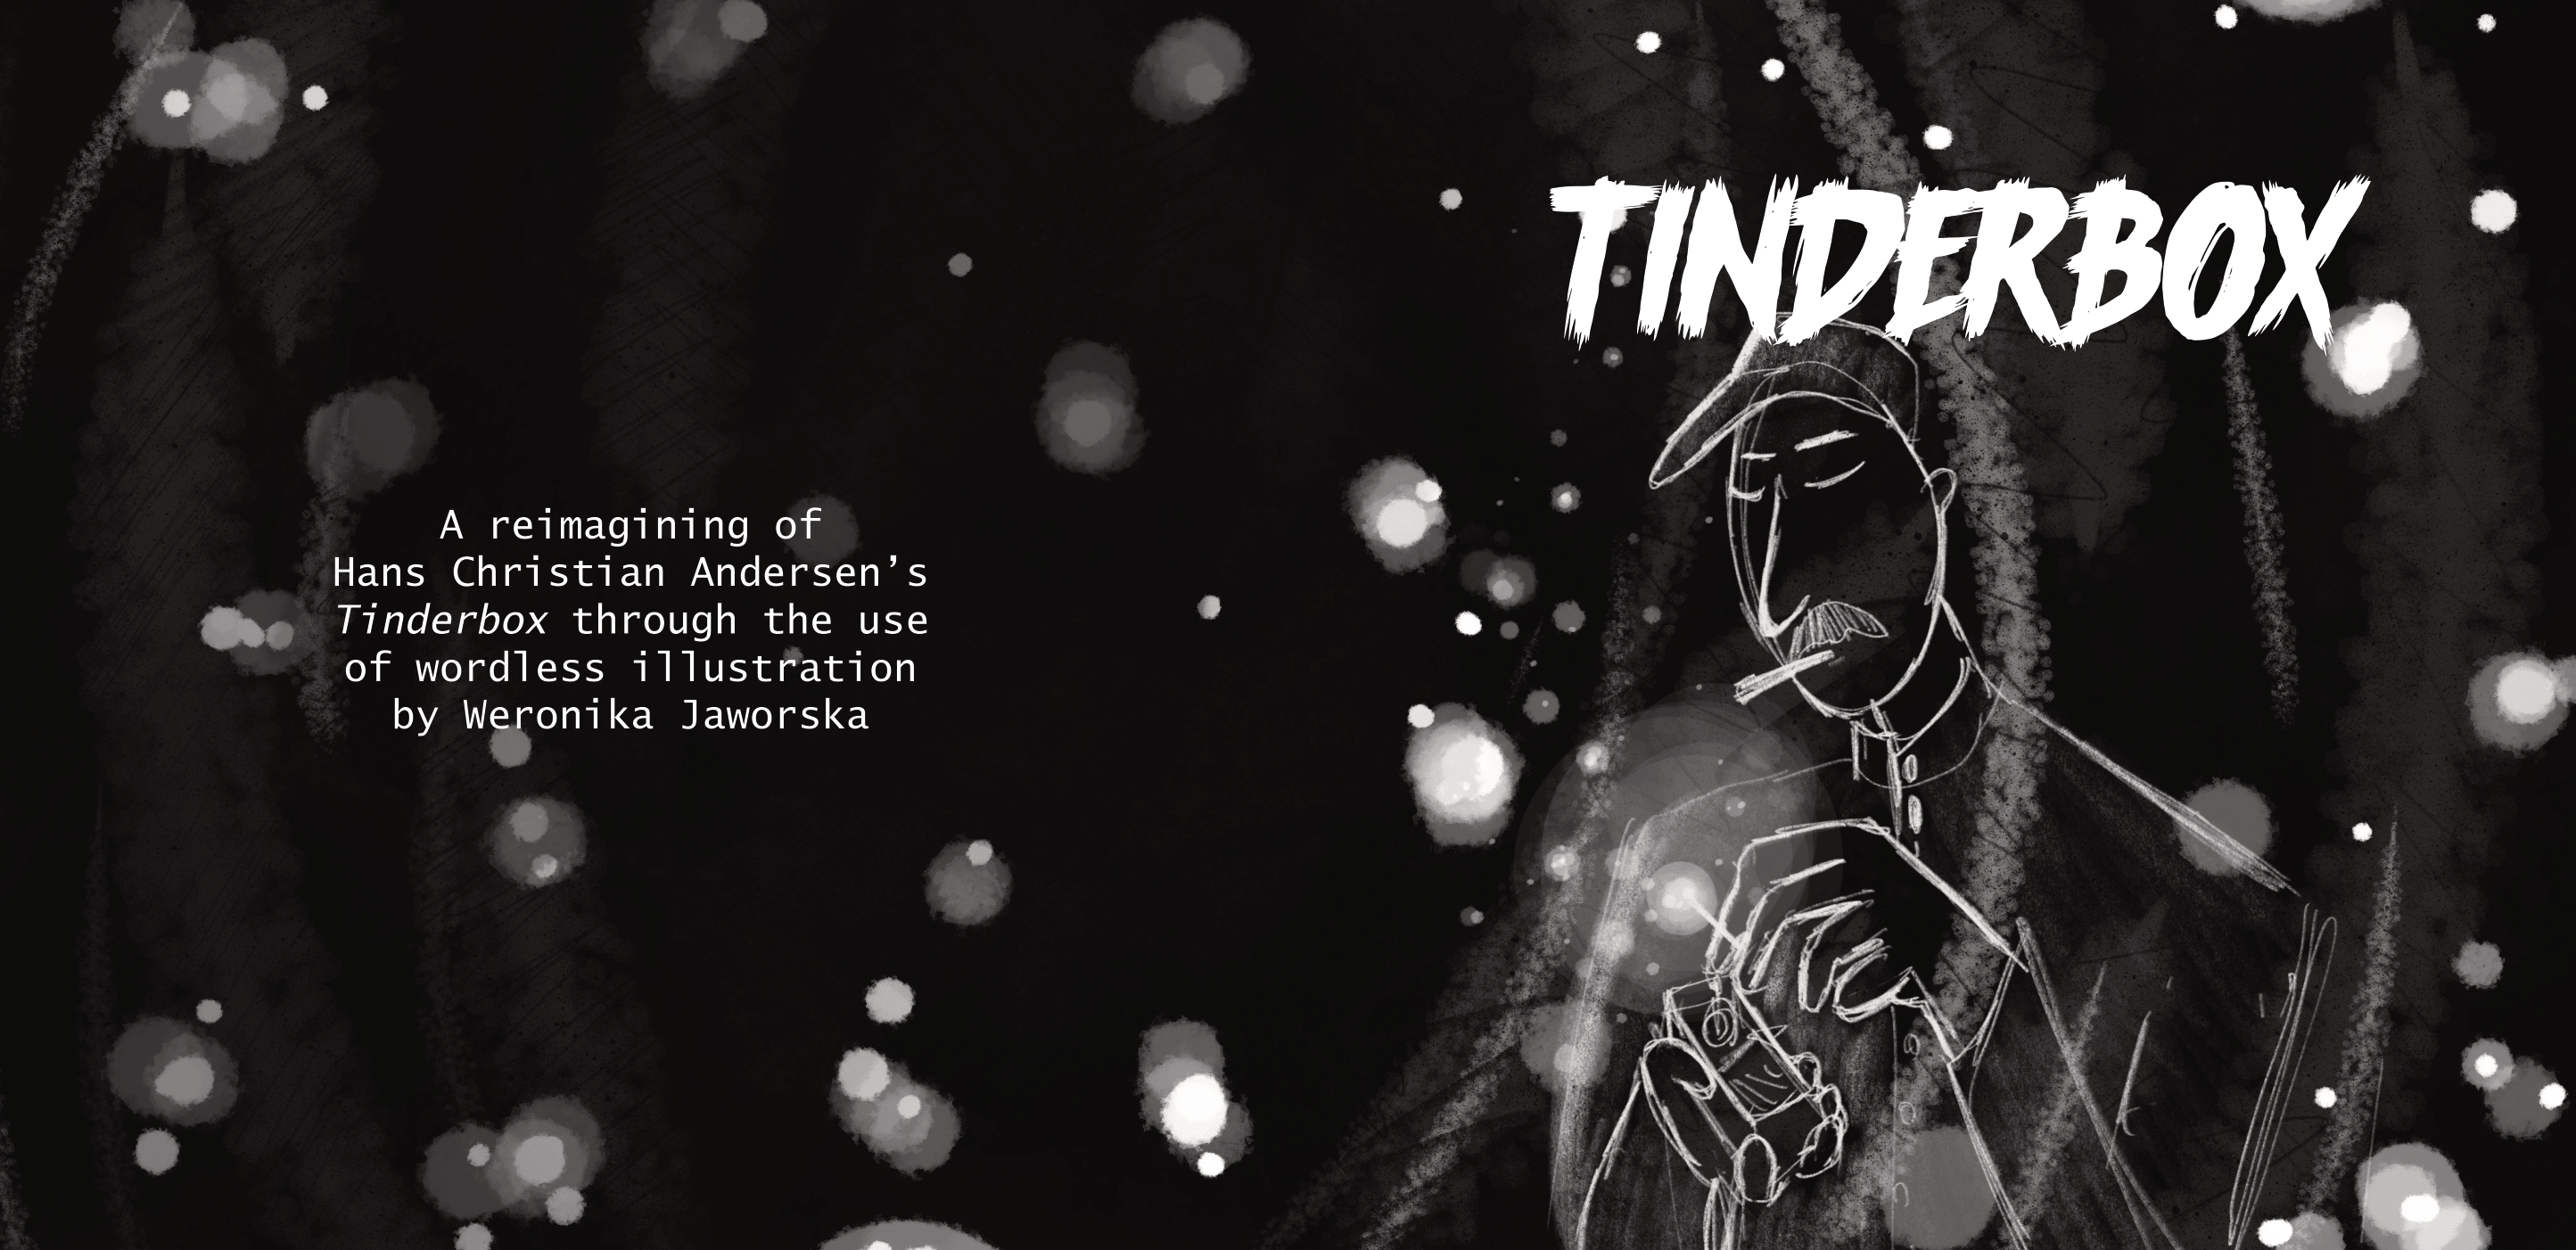 TINDERBOX
A reimagining of
Hans Christian Andersen’s
Tinderbox through the use
of wordless illustration
by Weronika Jaworska